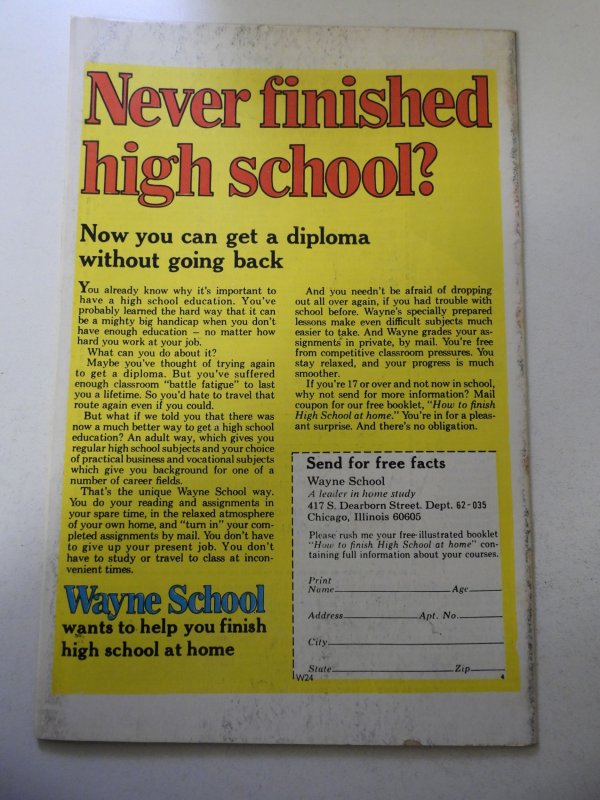 Never finished
high school?
Now you can get a diploma
without going back
You already know why it's important to
have a high school education. You've
probably learned the hard way that it can
be a mighty big handicap when you don't
have enough education – no matter how
hard you work at your job.
What can you do about it?
Maybe you've thought of trying again
to get a diploma. But you've suffered
enough classroom "battle fatigue" to last
you a lifetime. So you'd hate to travel that
route again even if you could.
But what if we told you that there was
now a much better way to get a high school
education? An adult way, which gives you
regular high school subjects and your choice
of practical business and vocational subjects
which give you background for one of a
number of career fields.
That's the unique Wayne School way.
You do your reading and assignments in
your spare time, in the relaxed atmosphere
of your own home, and "turn in" your com-
pleted assignments by mail. You don't have
to give up your present job. You don't
have to study or travel to class at incon-
venient times.
Wayne School
wants to help you finish
high school at home
And you needn't be afraid of dropping
out all over again, if you had trouble with
school before. Wayne's specially prepared
lessons make even difficult subjects much
easier to take. And Wayne grades your as-
signments in private, by mail. You're free
from competitive classroom pressures. You
stay relaxed, and your progress is much
smoother.
If you're 17 or over and not now in school,
why not send for more information? Mail
coupon for our free booklet, "How to finish
High School at home." You're in for a pleas-
ant surprise. And there's no obligation.
Send for free facts
Wayne School
A leader in home study
417 S. Dearborn Street. Dept. 62-035
Chicago, Illinois 60605
Please rush me your free illustrated booklet
"How to finish High School at home" con-
taining full information about your courses.
Print
Name Age
Address Apt. No.
City
State Zip
W24 4